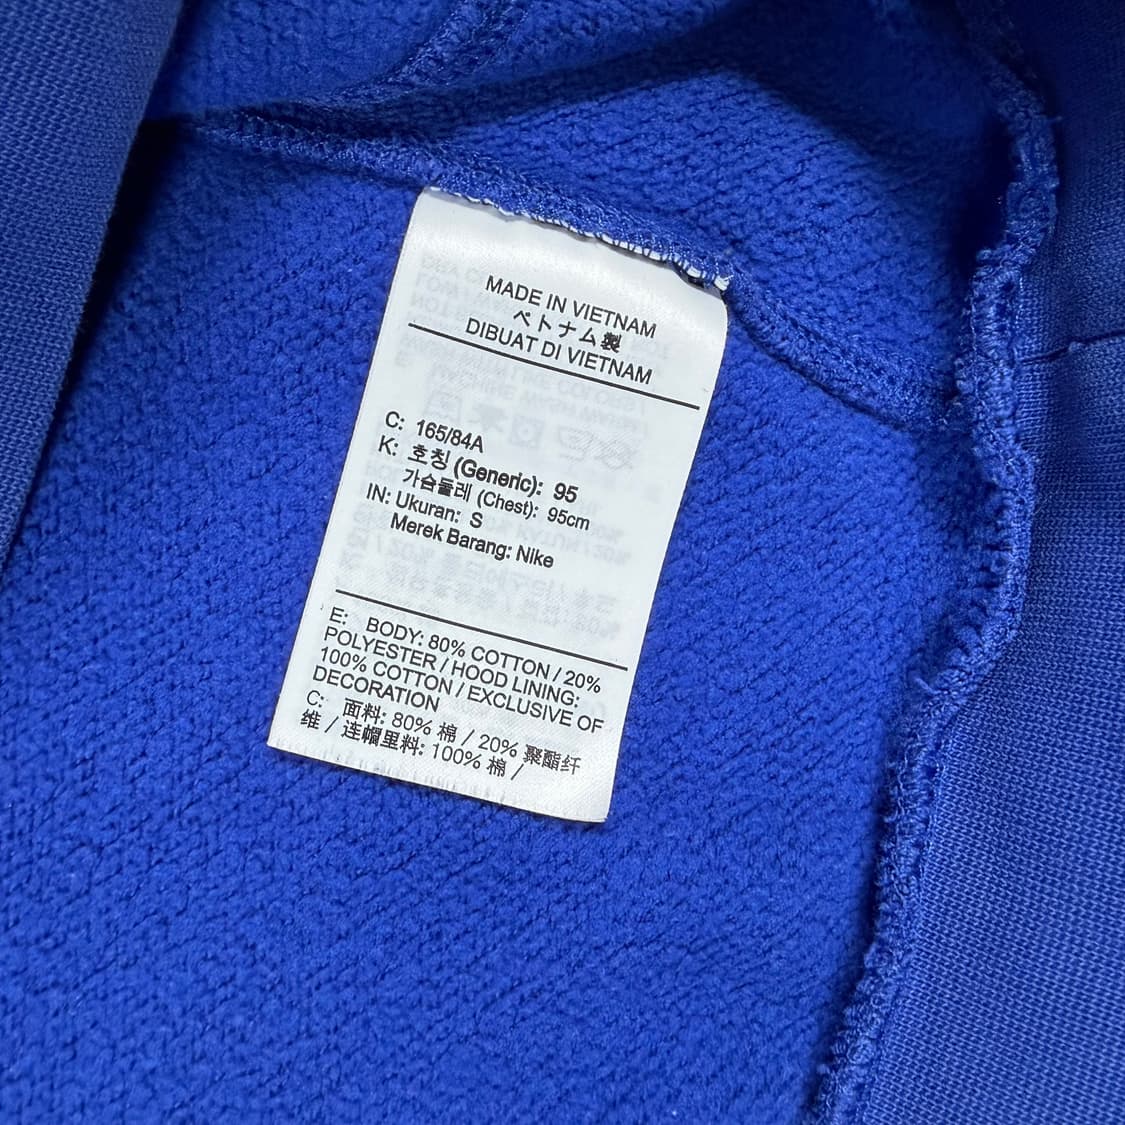 MADE IN VIETNAM
ベトナム製
DIBUAT DI VIETNAM
C: 165/84A
K: 호칭 (Generic): 95
가슴둘레 (Chest): 95cm
IN: Ukuran: S
Merek Barang: Nike
E: BODY: 80% COTTON / 20%
POLYESTER / HOOD LINING:
100% COTTON / EXCLUSIVE OF
DECORATION
C: 面料: 80% 棉 / 20% 聚酯纤
维 / 连帽里料: 100% 棉 /